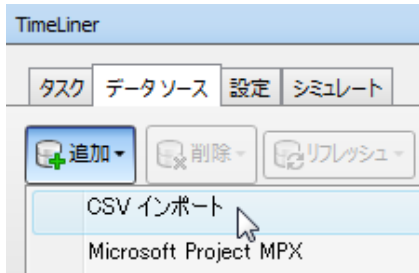 TimeLiner
タスク データ ソース 設定 シミュレート
追加 削除 リフレッシュ
CSV インポート
Microsoft Project MPX